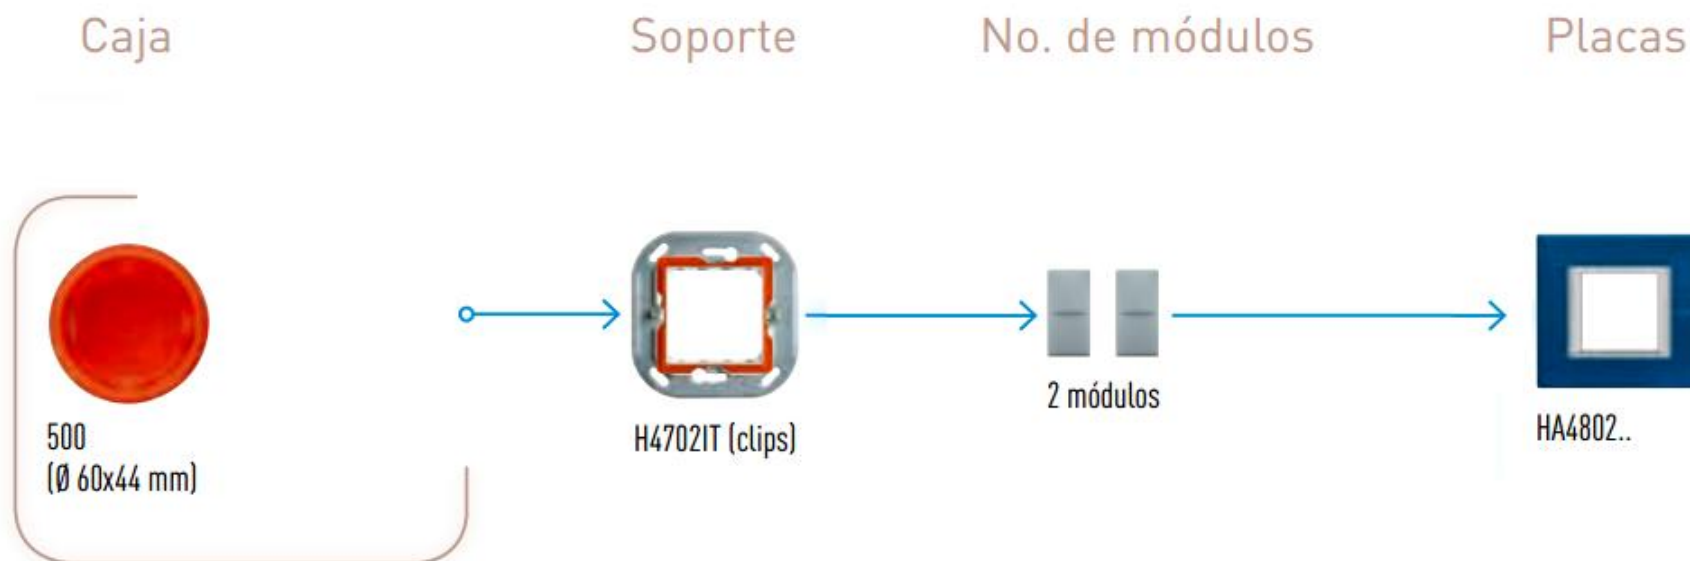 Caja
Soporte
No. de módulos
Placas
500
(Ø 60x44 mm)
H4702IT (clips)
2 módulos
HA4802..